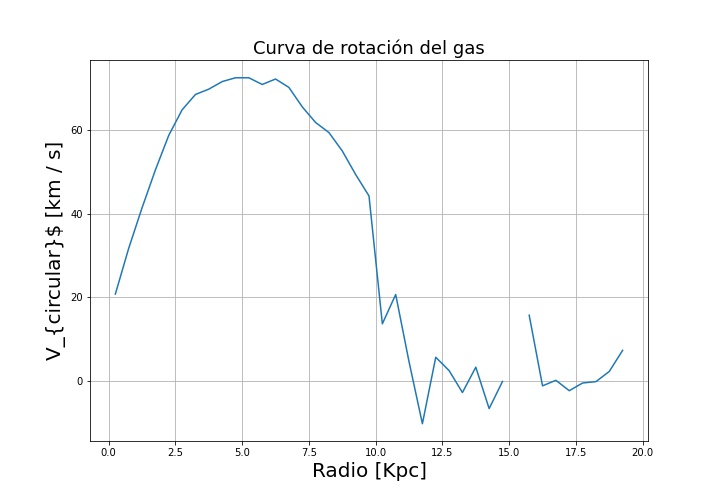 Curva de rotación del gas
V_{circular}$ [km / s]
60
40
20
0
0.0 2.5 5.0 7.5 10.0 12.5 15.0 17.5 20.0
Radio [Kpc]